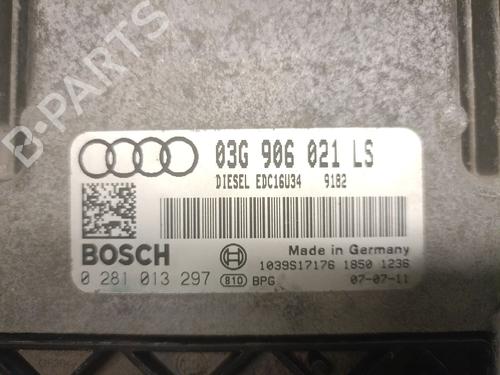 B-PARTS
03G 906 021 LS
DIESEL EDC16U34 9182
BOSCH
Made in Germany
0 281 013 297
1039S17176 1850 1236
810 BPG
07-07-11